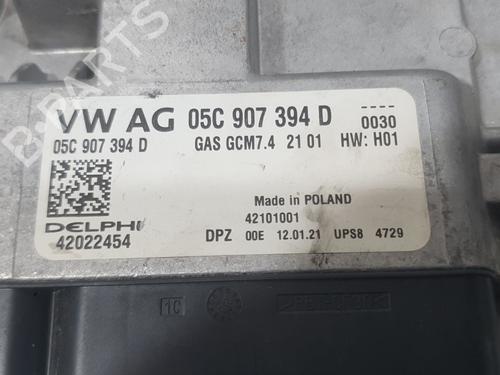 B-PARTS
VW AG 05C 907 394 D 0030
05C 907 394 D GAS GCM7.4 21 01 HW: H01
Made in POLAND
DELPHI 42101001
42022454 DPZ 00E 12.01.21 UPS8 4729
1C